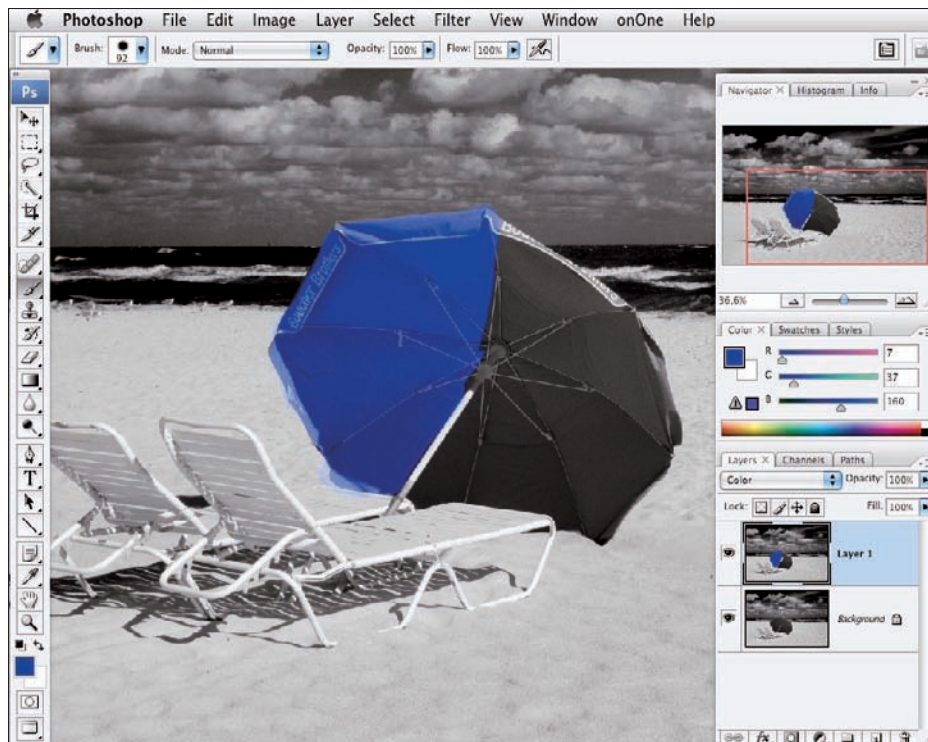 Photoshop File Edit Image Layer Select Filter View Window onOne Help
Brush: 92 Mode: Normal Opacity: 100% Flow: 100%
Ps
Navigator X Histogram Info
36.6%
Color X Swatches Styles
R 7
G 37
B 160
Layers X Channels Paths
Color Opacity: 100%
Lock: Fill: 100%
Layer 1
Background